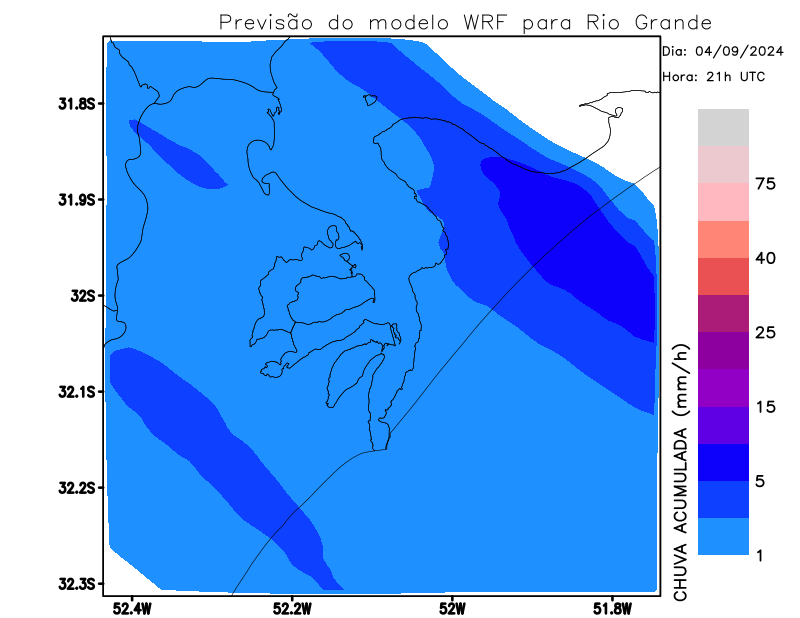 Previsão do modelo WRF para Rio Grande
Dia: 04/09/2024
Hora: 21h UTC
31.8S
31.9S
32S
32.1S
32.2S
32.3S
52.4W
52.2W
52W
51.8W
75
40
25
15
5
1
CHUVA ACUMULADA (mm/h)